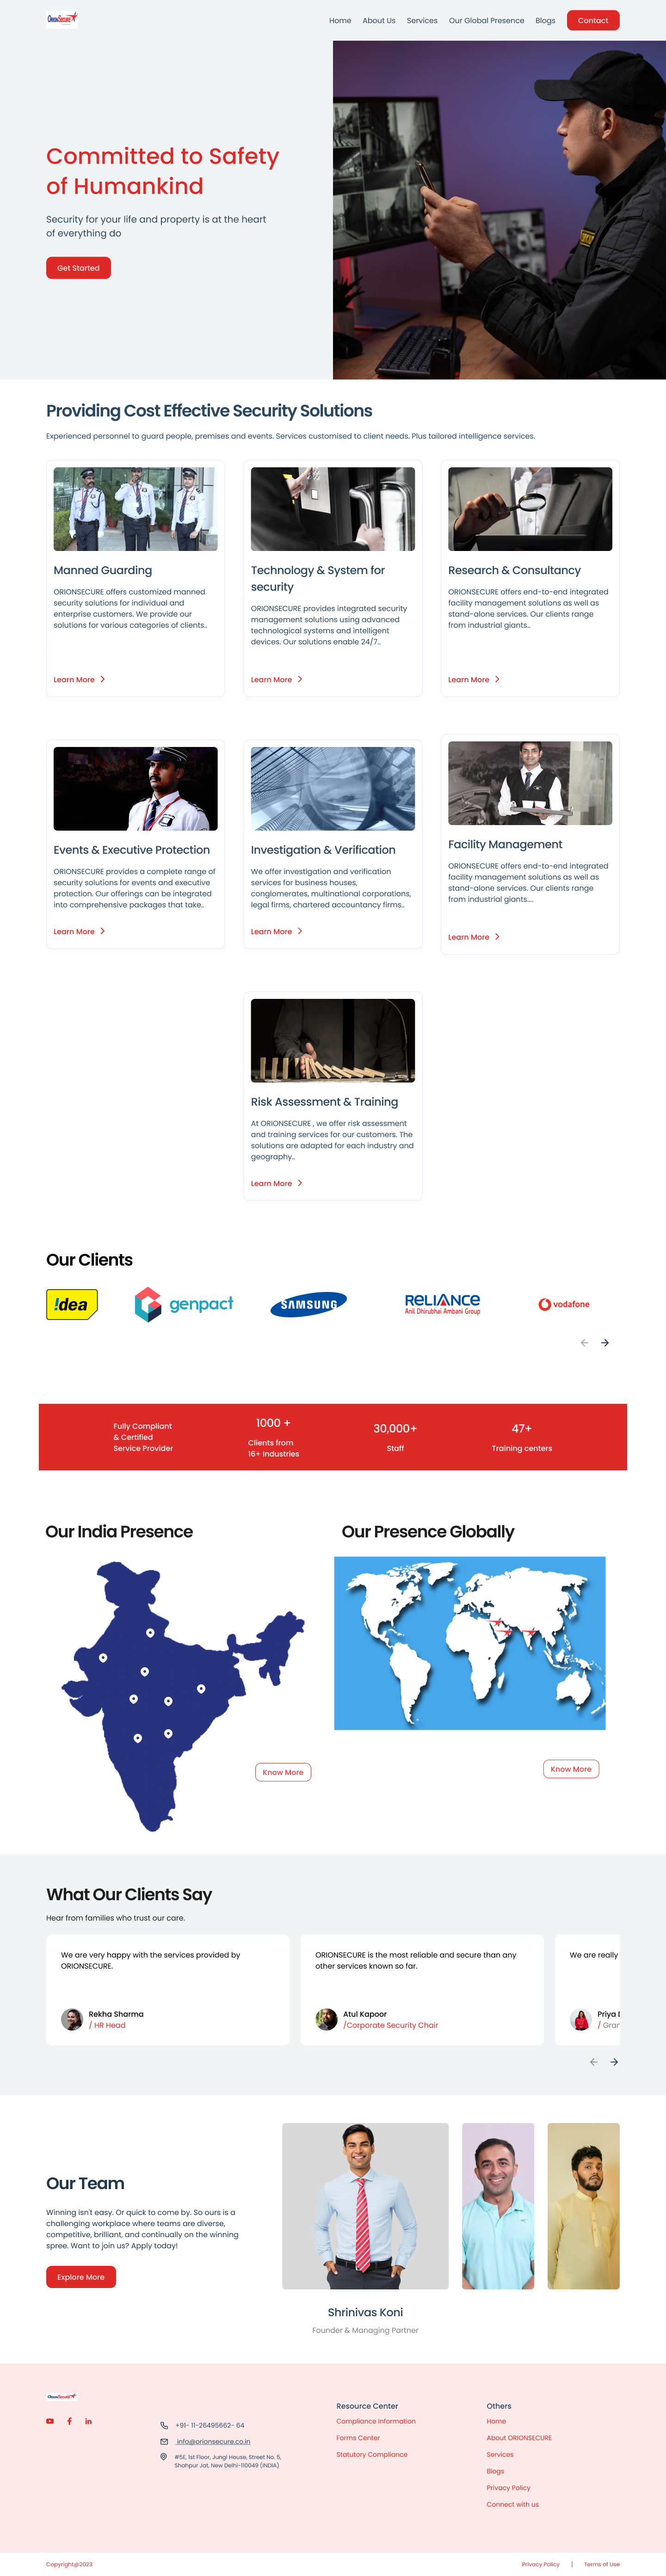 OrionSecure
Home
About Us
Services
Our Global Presence
Blogs
Contact
Committed to Safety
of Humankind
Security for your life and property is at the heart
of everything do
Get Started
Providing Cost Effective Security Solutions
Experienced personnel to guard people, premises and events. Services customised to client needs. Plus tailored intelligence services.
Manned Guarding
ORIONSECURE offers customized manned
security solutions for individual and
enterprise customers. We provide our
solutions for various categories of clients..
Learn More
Technology & System for
security
ORIONSECURE provides integrated security
management solutions using advanced
technological systems and intelligent
devices. Our solutions enable 24/7..
Learn More
Research & Consultancy
ORIONSECURE offers end-to-end integrated
facility management solutions as well as
stand-alone services. Our clients range
from industrial giants..
Learn More
Events & Executive Protection
ORIONSECURE provides a complete range of
security solutions for events and executive
protection. Our offerings can be integrated
into comprehensive packages that take..
Learn More
Investigation & Verification
We offer investigation and verification
services for business houses,
conglomerates, multinational corporations,
legal firms, chartered accountancy firms..
Learn More
Facility Management
ORIONSECURE offers end-to-end integrated
facility management solutions as well as
stand-alone services. Our clients range
from industrial giants....
Learn More
Risk Assessment & Training
At ORIONSECURE , we offer risk assessment
and training services for our customers. The
solutions are adapted for each industry and
geography..
Learn More
Our Clients
!dea
genpact
SAMSUNG
RELIANCE
Anil Dhirubhai Ambani Group
vodafone
Fully Compliant
& Certified
Service Provider
1000 +
Clients from
16+ Industries
30,000+
Staff
47+
Training centers
Our India Presence
Our Presence Globally
Know More
Know More
What Our Clients Say
Hear from families who trust our care.
We are very happy with the services provided by
ORIONSECURE.
Rekha Sharma
/ HR Head
ORIONSECURE is the most reliable and secure than any
other services known so far.
Atul Kapoor
/Corporate Security Chair
We are really
Priya
/ Gran
Our Team
Winning isn't easy. Or quick to come by. So ours is a
challenging workplace where teams are diverse,
competitive, brilliant, and continually on the winning
spree. Want to join us? Apply today!
Explore More
Shrinivas Koni
Founder & Managing Partner
OrionSecure
+91- 11-26495662- 64
info@orionsecure.co.in
#5E, 1st Floor, Jungi House, Street No. 5,
Shahpur Jat, New Delhi-110049 (INDIA)
Resource Center
Compliance Information
Forms Center
Statutory Compliance
Others
Home
About ORIONSECURE
Services
Blogs
Privacy Policy
Connect with us
Copyright@2023
Privacy Policy
|
Terms of Use